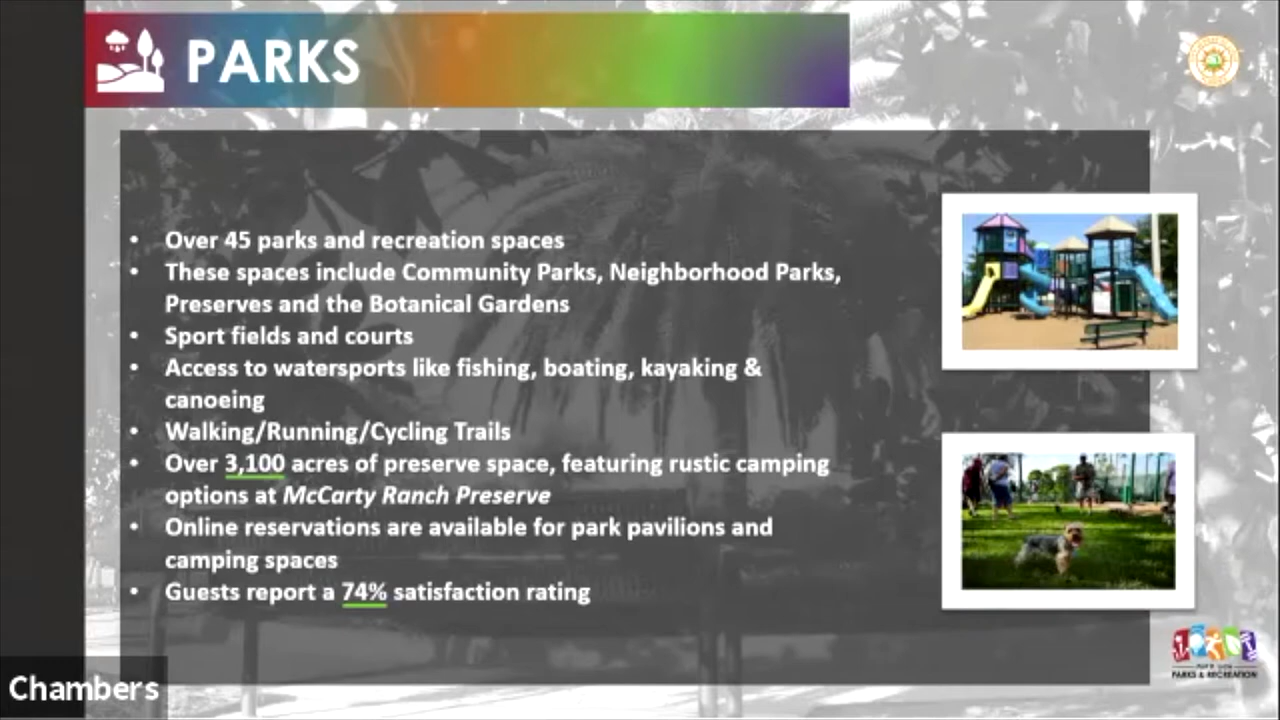 PARKS
• Over 45 parks and recreation spaces
• These spaces include Community Parks, Neighborhood Parks,
Preserves and the Botanical Gardens
• Sport fields and courts
• Access to watersports like fishing, boating, kayaking &
canoeing
• Walking/Running/Cycling Trails
• Over 3,100 acres of preserve space, featuring rustic camping
options at McCarty Ranch Preserve
• Online reservations are available for park pavilions and
camping spaces
• Guests report a 74% satisfaction rating
PARKS & RECREATION
Chambers